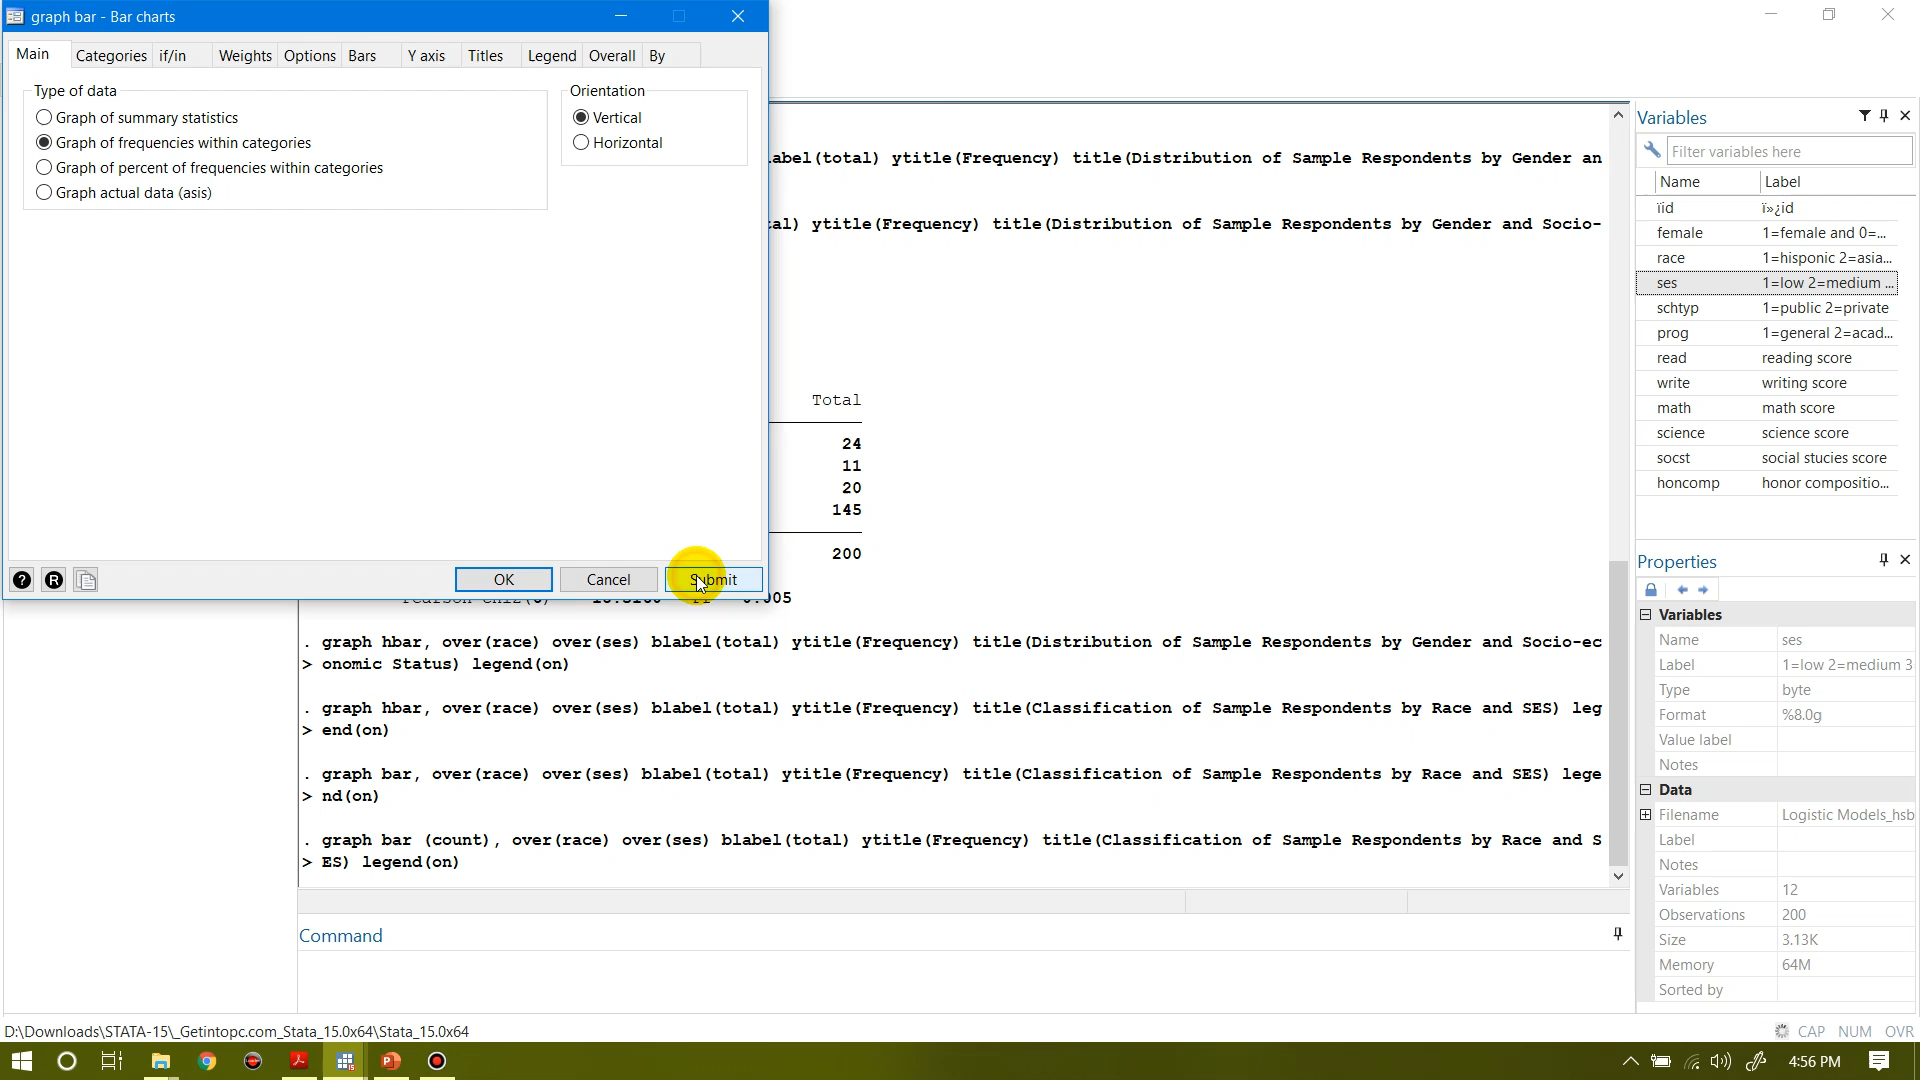 graph bar - Bar charts
Main
Categories
if/in
Weights
Options
Bars
Y axis
Titles
Legend
Overall
By
Type of data
Graph of summary statistics
Graph of frequencies within categories
Graph of percent of frequencies within categories
Graph actual data (asis)
Orientation
Vertical
Horizontal
OK
Cancel
Submit
label(total) ytitle(Frequency) title(Distribution of Sample Respondents by Gender an
al) ytitle(Frequency) title(Distribution of Sample Respondents by Gender and Socio-
Total
24
11
20
145
200
. graph hbar, over(race) over(ses) blabel(total) ytitle(Frequency) title(Distribution of Sample Respondents by Gender and Socio-ec
> onomic Status) legend(on)
. graph hbar, over(race) over(ses) blabel(total) ytitle(Frequency) title(Classification of Sample Respondents by Race and SES) leg
> end(on)
. graph bar, over(race) over(ses) blabel(total) ytitle(Frequency) title(Classification of Sample Respondents by Race and SES) lege
> nd(on)
. graph bar (count), over(race) over(ses) blabel(total) ytitle(Frequency) title(Classification of Sample Respondents by Race and S
> ES) legend(on)
Command
Variables
Filter variables here
Name Label
ïid ï»¿id
female 1=female and 0=...
race 1=hisponic 2=asia...
ses 1=low 2=medium ...
schtyp 1=public 2=private
prog 1=general 2=acad...
read reading score
write writing score
math math score
science science score
socst social stucies score
honcomp honor compositio...
Properties
Variables
Name ses
Label 1=low 2=medium 3
Type byte
Format %8.0g
Value label
Notes
Data
Filename Logistic Models_hsb
Label
Notes
Variables 12
Observations 200
Size 3.13K
Memory 64M
Sorted by
D:\Downloads\STATA-15\_Getintopc.com_Stata_15.0x64\Stata_15.0x64
CAP NUM OVR
4:56 PM